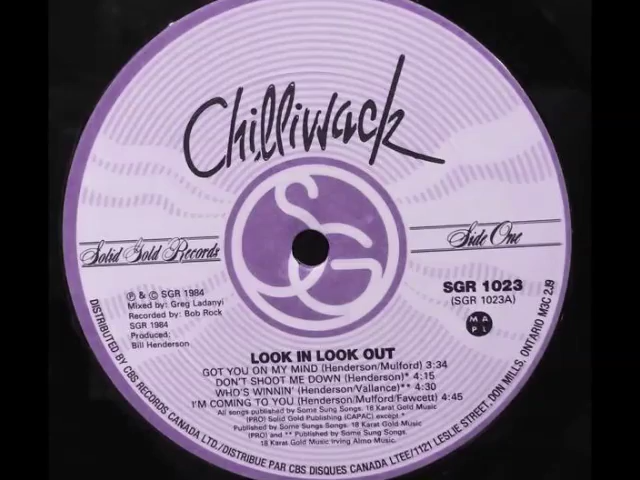 Chilliwack
Solid Gold Records
Side One
SGR
℗ & © SGR 1984
Mixed by: Greg Ladanyi
Recorded by: Bob Rock
SGR 1984
Produced:
Bill Henderson
SGR 1023
(SGR 1023A)
MAPL
LOOK IN LOOK OUT
GOT YOU ON MY MIND (Henderson/Mulford) 3:34
DON'T SHOOT ME DOWN (Henderson)* 4:15
WHO'S WINNIN' (Henderson/Vallance)** 4:30
I'M COMING TO YOU (Henderson/Mulford/Fawcett) 4:45
All songs published by Some Sung Songs. 18 Karat Gold Music
(PRO) Solid Gold Publishing (CAPAC) except *
Published by Some Sung Songs. 18 Karat Gold Music
(PRO) and ** Published by Some Sung Songs.
18 Karat Gold Music Irving Almo Music.
DISTRIBUTED BY CBS RECORDS CANADA LTD./DISTRIBUE PAR CBS DISQUES CANADA LTEE/1121 LESLIE STREET, DON MILLS, ONTARIO M3C 2J9